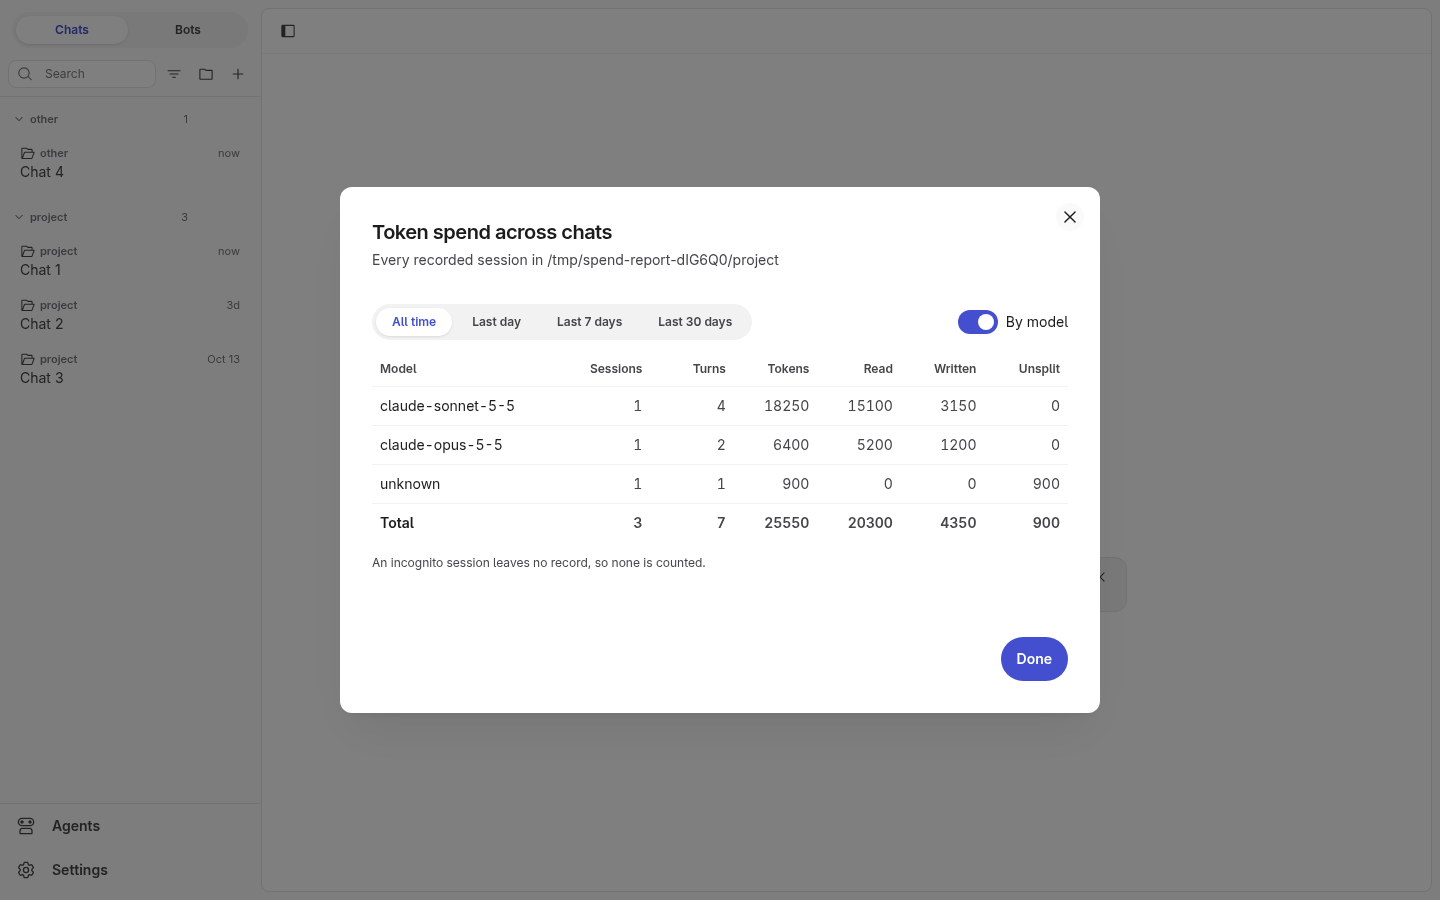 Chats Bots
Search
other 1
other now
Chat 4
project 3
project now
Chat 1
project 3d
Chat 2
project Oct 13
Chat 3
Agents
Settings
Token spend across chats
Every recorded session in /tmp/spend-report-dIG6Q0/project
All time Last day Last 7 days Last 30 days By model
Model Sessions Turns Tokens Read Written Unsplit
claude-sonnet-5-5 1 4 18250 15100 3150 0
claude-opus-5-5 1 2 6400 5200 1200 0
unknown 1 1 900 0 0 900
Total 3 7 25550 20300 4350 900
An incognito session leaves no record, so none is counted.
Done